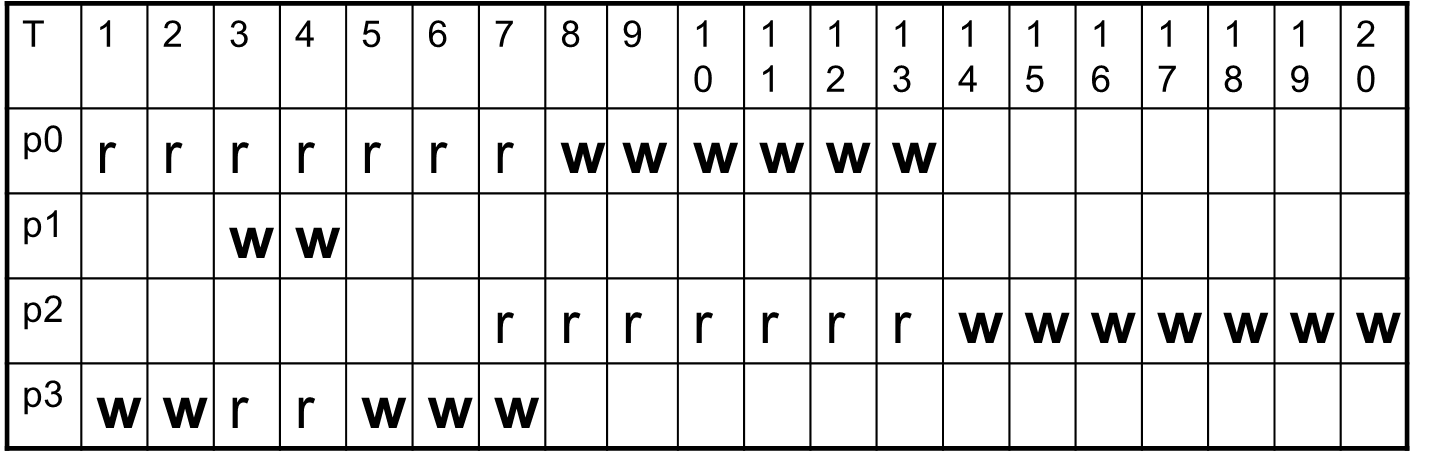 T 1 2 3 4 5 6 7 8 9 10 11 12 13 14 15 16 17 18 19 20
p0 r r r r r r r w w w w w w
p1 w w
p2 r r r r r r r w w w w w w w
p3 w w r r w w w